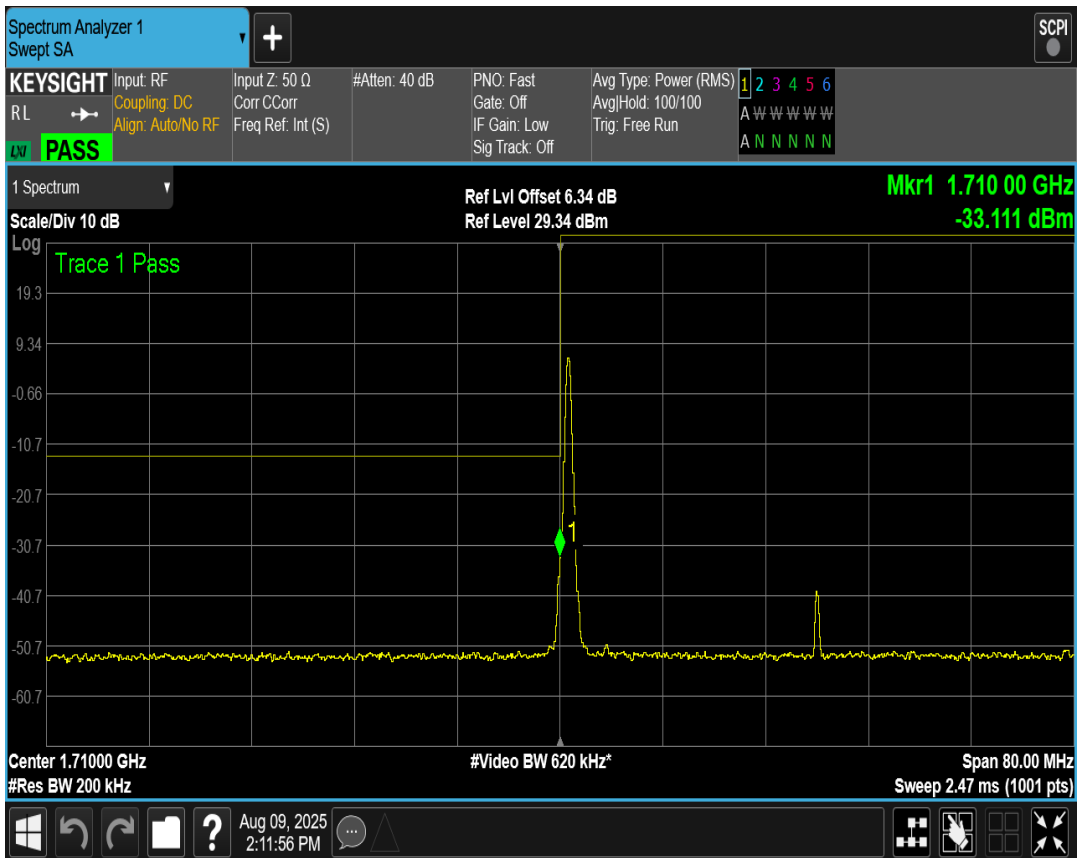 Spectrum Analyzer 1
Swept SA
SCPI
KEYSIGHT
R L
LXI PASS
Input: RF
Coupling: DC
Align: Auto/No RF
Input Z: 50 Ω
Corr CCorr
Freq Ref: Int (S)
#Atten: 40 dB
PNO: Fast
Gate: Off
IF Gain: Low
Sig Track: Off
Avg Type: Power (RMS)
Avg|Hold: 100/100
Trig: Free Run
1 2 3 4 5 6
A W W W W W
A N N N N N
1 Spectrum
Scale/Div 10 dB
Ref Lvl Offset 6.34 dB
Ref Level 29.34 dBm
Mkr1 1.710 00 GHz
-33.111 dBm
Log
Trace 1 Pass
19.3
9.34
-0.66
-10.7
-20.7
1
-30.7
-40.7
-50.7
-60.7
Center 1.71000 GHz
#Res BW 200 kHz
#Video BW 620 kHz*
Span 80.00 MHz
Sweep 2.47 ms (1001 pts)
?
Aug 09, 2025
2:11:56 PM